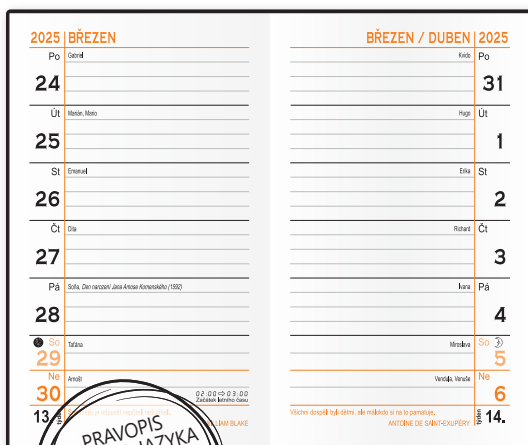 2025 BŘEZEN
Po Gabriel
24
Út Marián, Mario
25
St Emanuel
26
Čt Dita
27
Pá Soňa, Den narození Jana Amose Komenského (1592)
28
So Taťána
29
Ne Arnošt
30
02:00⇨03:00
Začátek letního času
13. týden
LIAM BLAKE
PRAVOPIS
JAZYKA
BŘEZEN / DUBEN 2025
Kvido Po
31
Hugo Út
1
Erika St
2
Richard Čt
3
Ivana Pá
4
Miroslava So
5
Vendula, Venuše Ne
6
Všichni dospělí byli dětmi, ale málokdo si na to pamatuje.
ANTOINE DE SAINT-EXUPÉRY
týden 14.